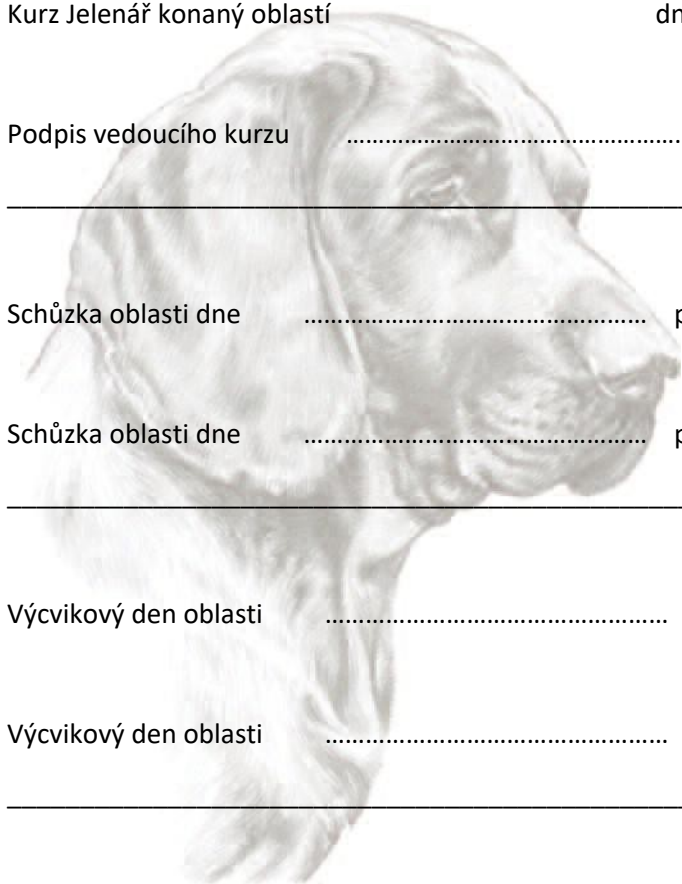 Kurz Jelenář konaný oblastí
Podpis vedoucího kurzu ……………………………………………
Schůzka oblasti dne ……………………………………………
Schůzka oblasti dne ……………………………………………
Výcvikový den oblasti ……………………………………………
Výcvikový den oblasti ……………………………………………